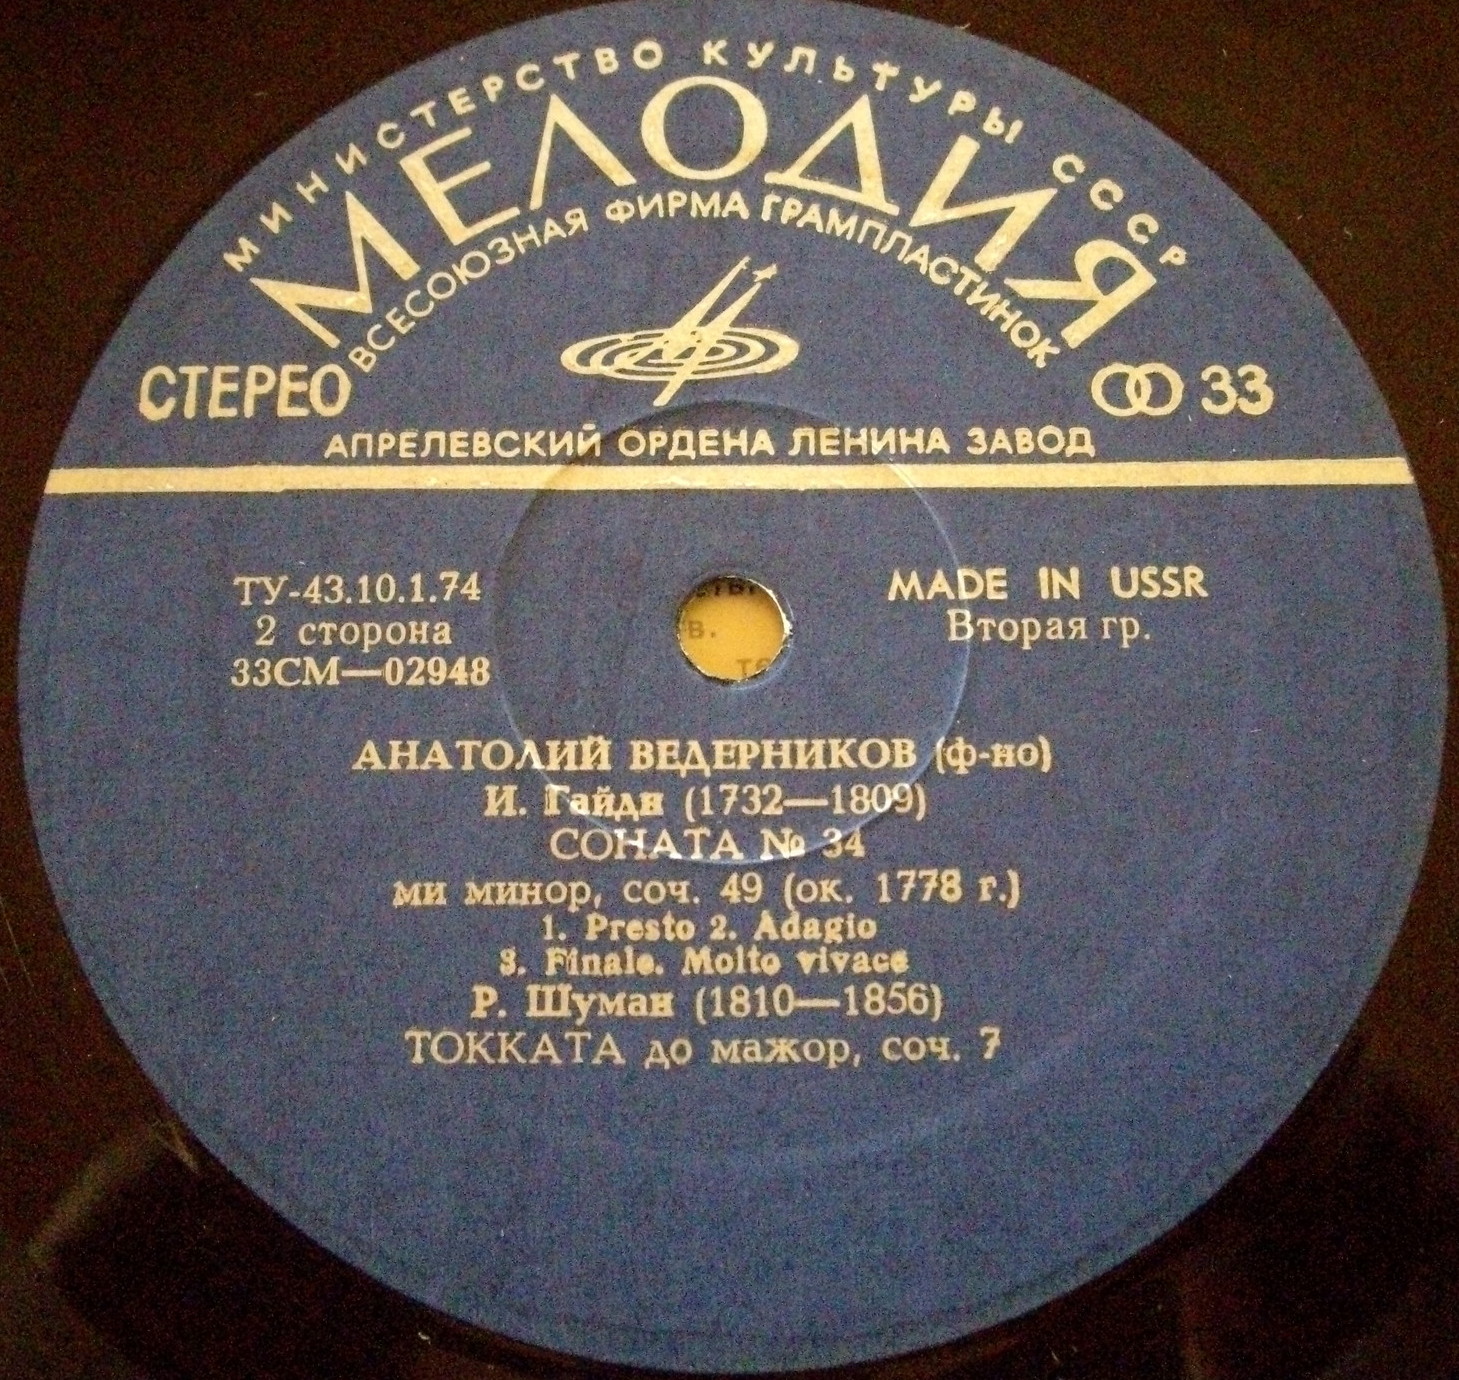 МИНИСТЕРСТВО КУЛЬТУРЫ СССР
МЕЛОДИЯ
ВСЕСОЮЗНАЯ ФИРМА ГРАМПЛАСТИНОК
СТЕРЕО
33
АПРЕЛЕВСКИЙ ОРДЕНА ЛЕНИНА ЗАВОД
ТУ-43.10.1.74
2 сторона
33СМ—02948
MADE IN USSR
Вторая гр.
АНАТОЛИЙ ВЕДЕРНИКОВ (ф-но)
И. Гайдн (1732—1809)
СОНАТА № 34
ми минор, соч. 49 (ок. 1778 г.)
1. Presto 2. Adagio
3. Finale. Molto vivace
Р. Шуман (1810—1856)
ТОККАТА до мажор, соч. 7